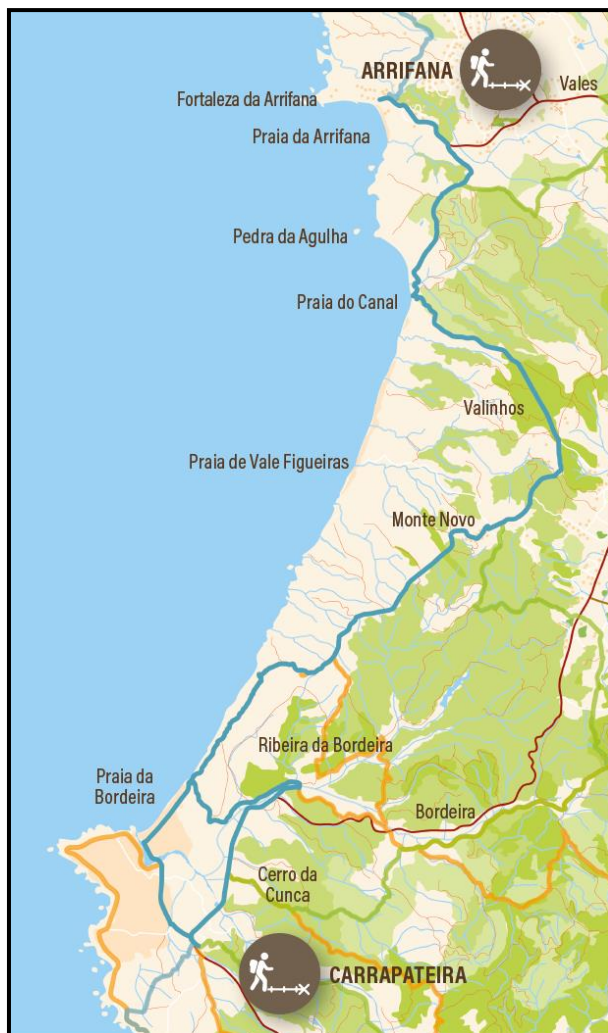 ARRIFANA
Vales
Fortaleza da Arrifana
Praia da Arrifana
Pedra da Agulha
Praia do Canal
Valinhos
Praia de Vale Figueiras
Monte Novo
Ribeira da Bordeira
Praia da
Bordeira
Bordeira
Cerro da
Cunca
CARRAPATEIRA